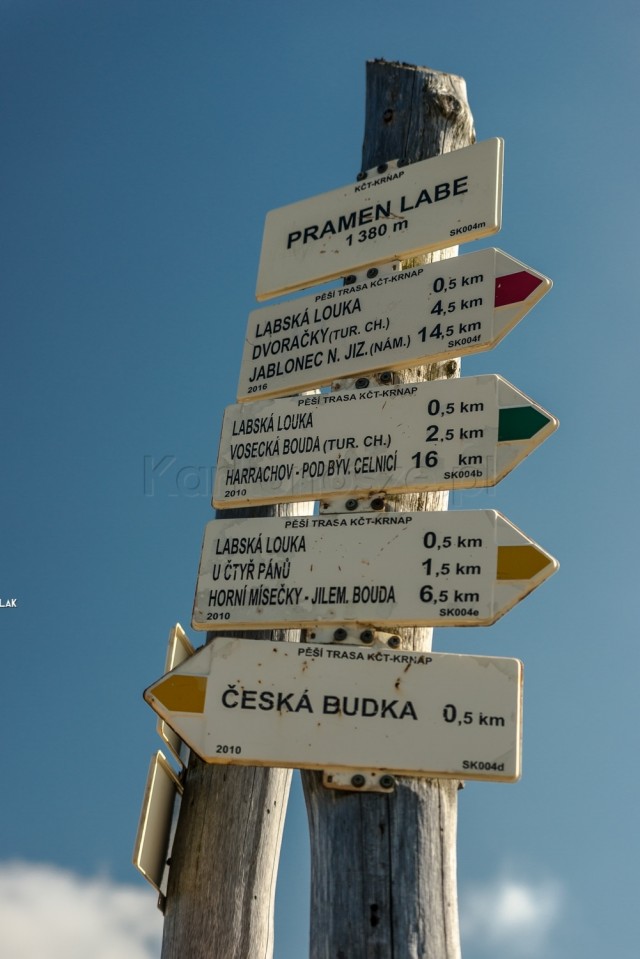 KČT-KRNAP
PRAMEN LABE
1 380 m
SK004m
PĚŠÍ TRASA KČT-KRNAP
LABSKÁ LOUKA 0,5 km
DVORAČKY (TUR. CH.) 4,5 km
JABLONEC N. JIZ. (NÁM.) 14,5 km
2016 SK004f
PĚŠÍ TRASA KČT-KRNAP
LABSKÁ LOUKA 0,5 km
VOSECKÁ BOUDA (TUR. CH.) 2,5 km
HARRACHOV - POD BÝV. CELNICÍ 16 km
2010 SK004b
PĚŠÍ TRASA KČT-KRNAP
LABSKÁ LOUKA 0,5 km
U ČTYŘ PÁNŮ 1,5 km
HORNÍ MÍSEČKY - JILEM. BOUDA 6,5 km
2010 SK004e
LAK
PĚŠÍ TRASA KČT-KRNAP
ČESKÁ BUDKA 0,5 km
2010 SK004d